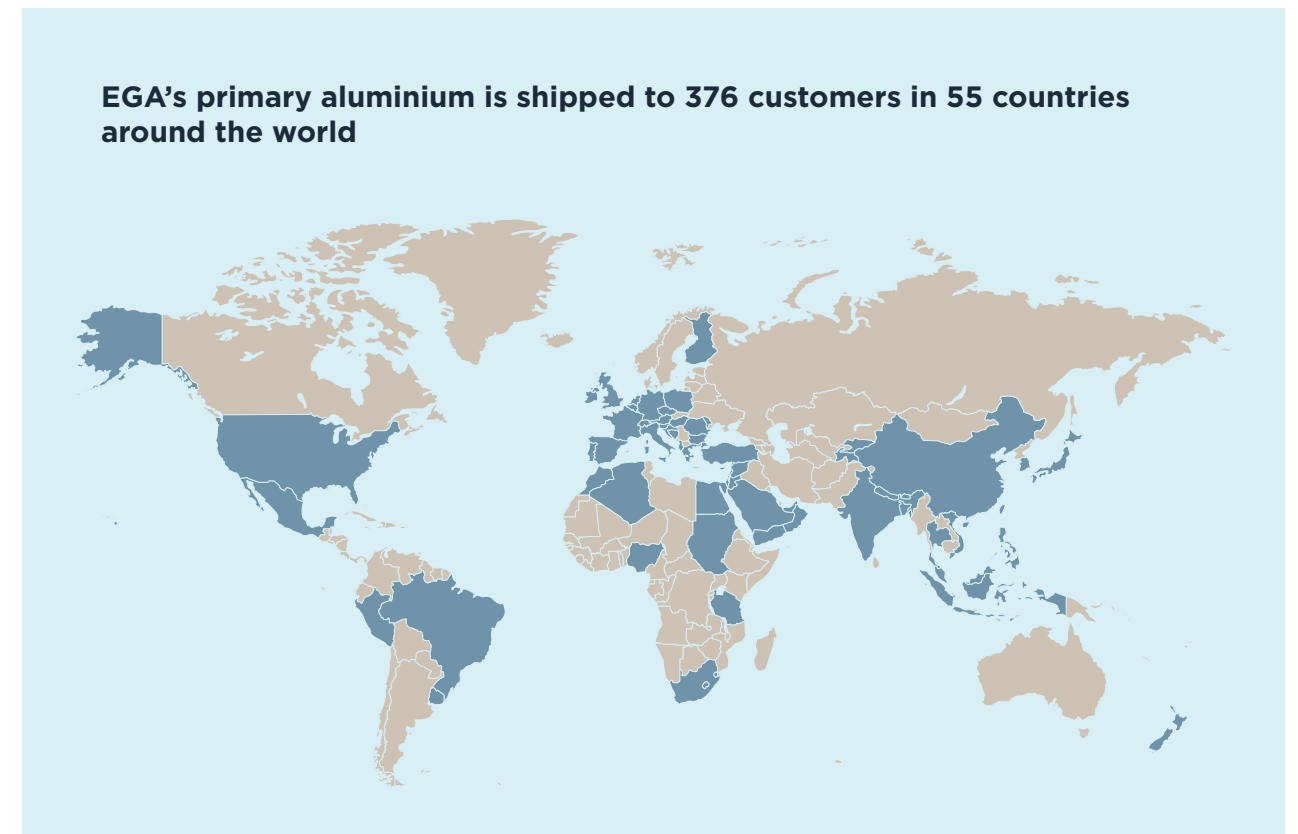 EGA’s primary aluminium is shipped to 376 customers in 55 countries
around the world